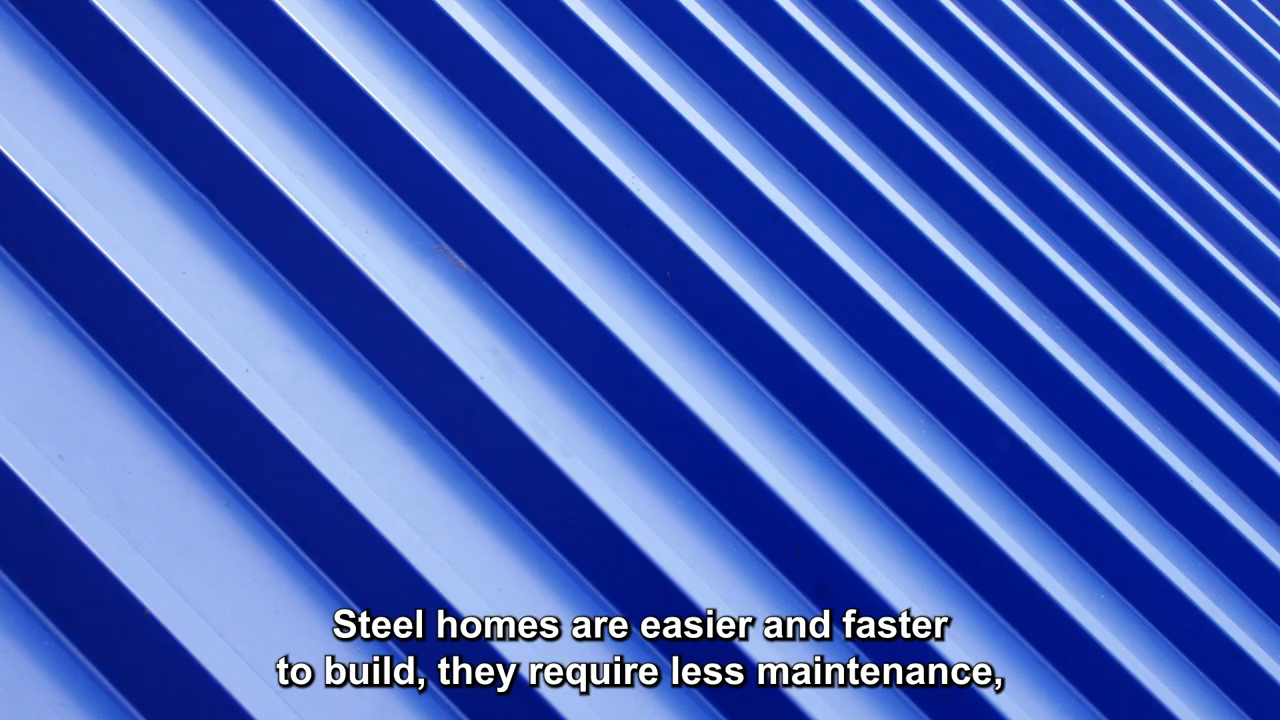 Steel homes are easier and faster
to build, they require less maintenance,